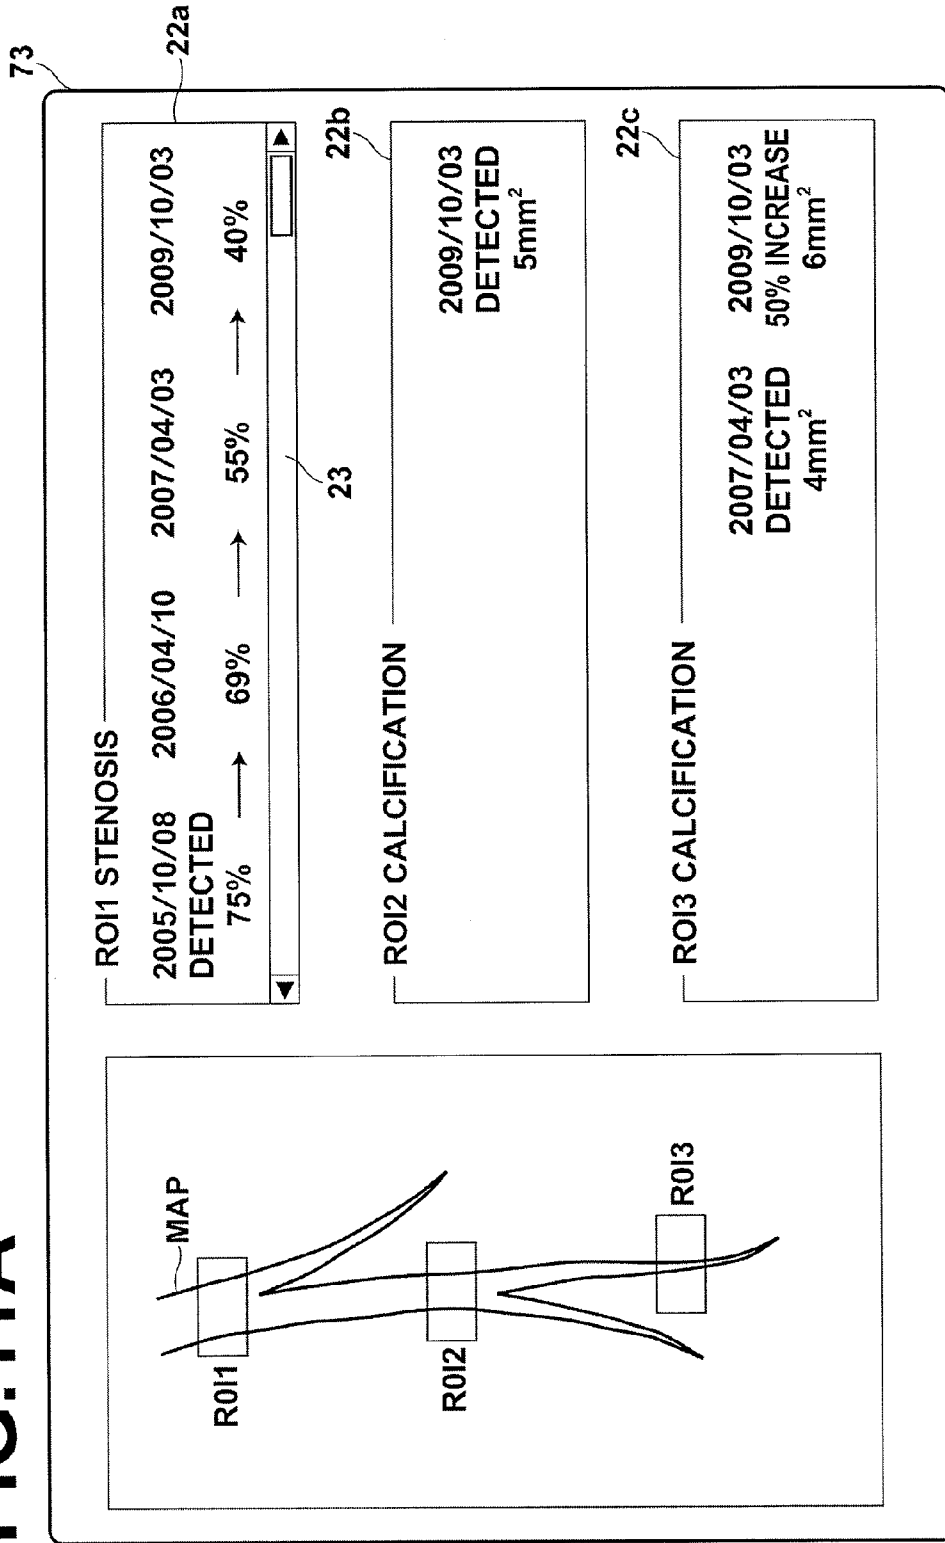 73
MAP
ROI1
ROI2
ROI3
ROI1 STENOSIS
22a
2005/10/08 2006/04/10 2007/04/03 2009/10/03
DETECTED
75% → 69% → 55% → 40%
23
ROI2 CALCIFICATION
22b
2009/10/03
DETECTED
5mm²
ROI3 CALCIFICATION
22c
2007/04/03 2009/10/03
DETECTED 50% INCREASE
4mm² 6mm²